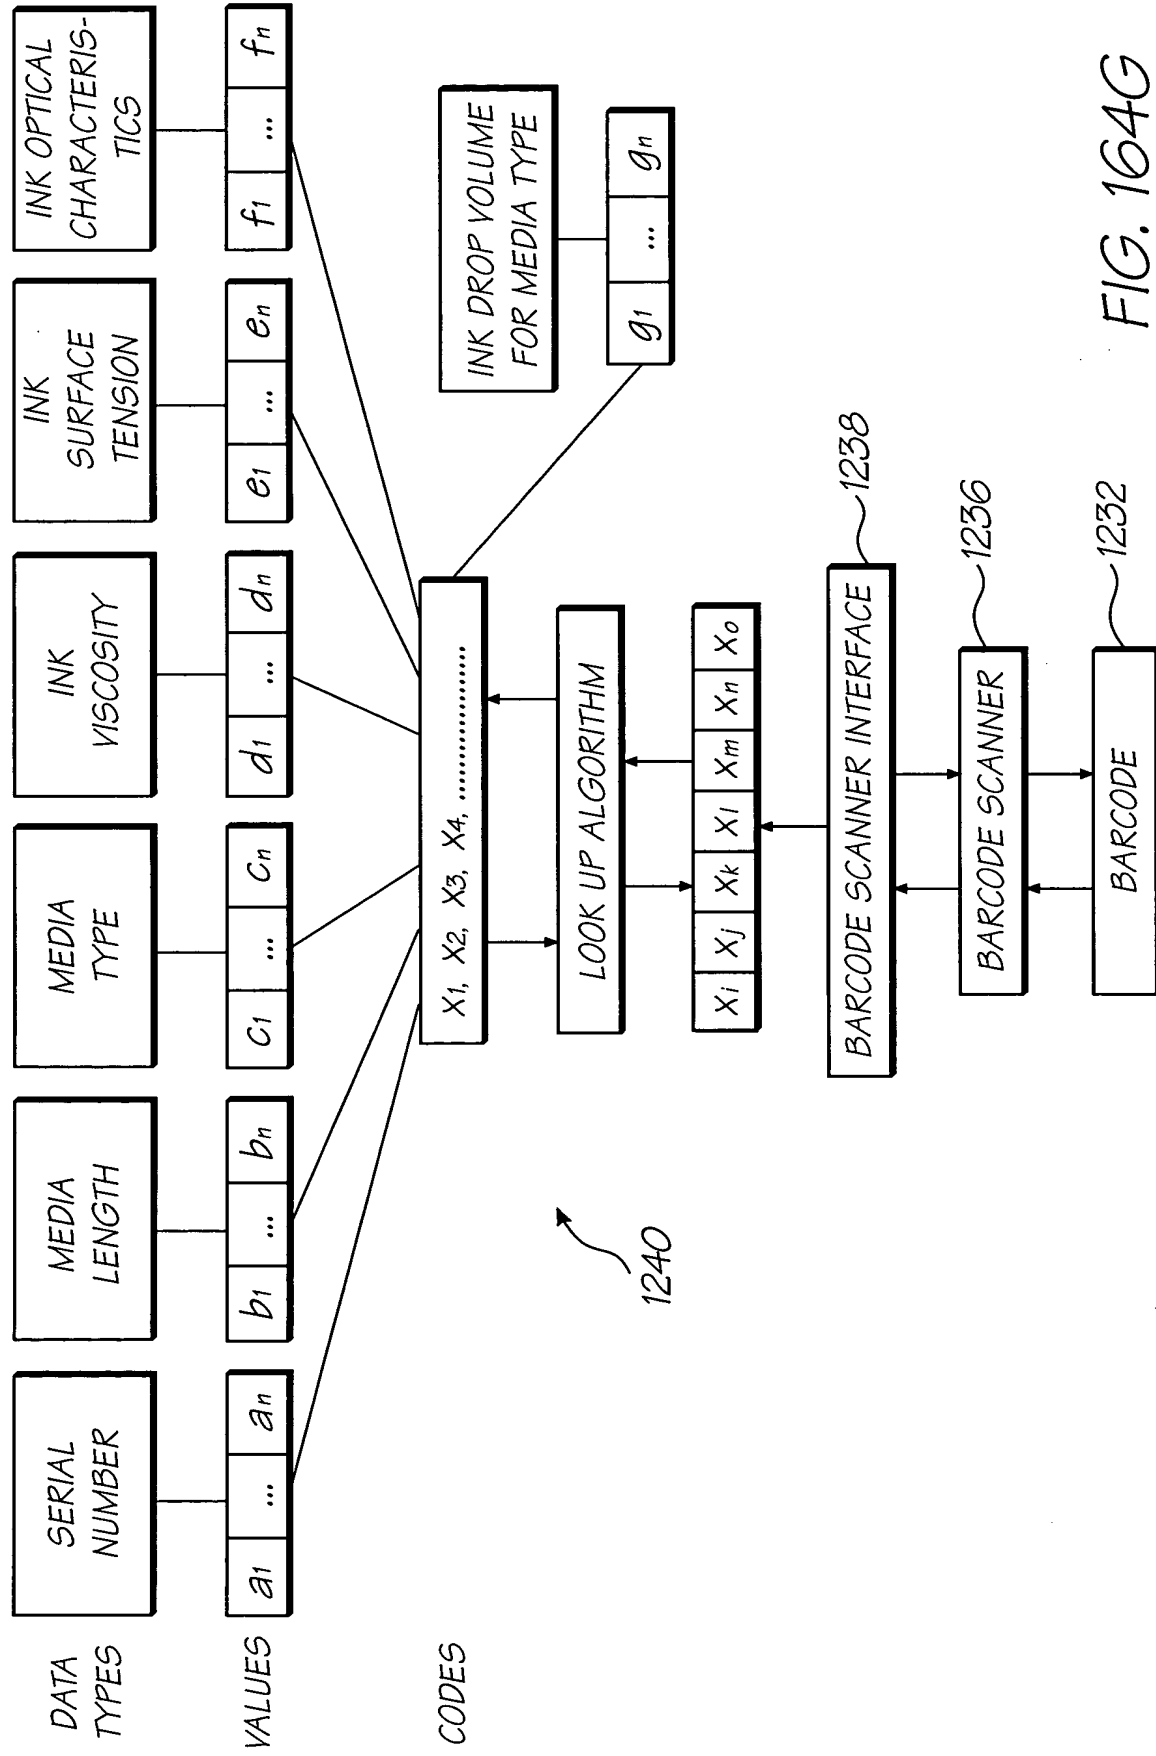 DATA
TYPES
SERIAL
NUMBER
MEDIA
LENGTH
MEDIA
TYPE
INK
VISCOSITY
INK
SURFACE
TENSION
INK OPTICAL
CHARACTERIS-
TICS
VALUES
a1 ... an
b1 ... bn
c1 ... cn
d1 ... dn
e1 ... en
f1 ... fn
CODES
X1, X2, X3, X4, ...................
INK DROP VOLUME
FOR MEDIA TYPE
g1 ... gn
LOOK UP ALGORITHM
Xi Xj Xk Xl Xm Xn Xo
1240
BARCODE SCANNER INTERFACE
1238
BARCODE SCANNER
1236
BARCODE
1232
FIG. 164G